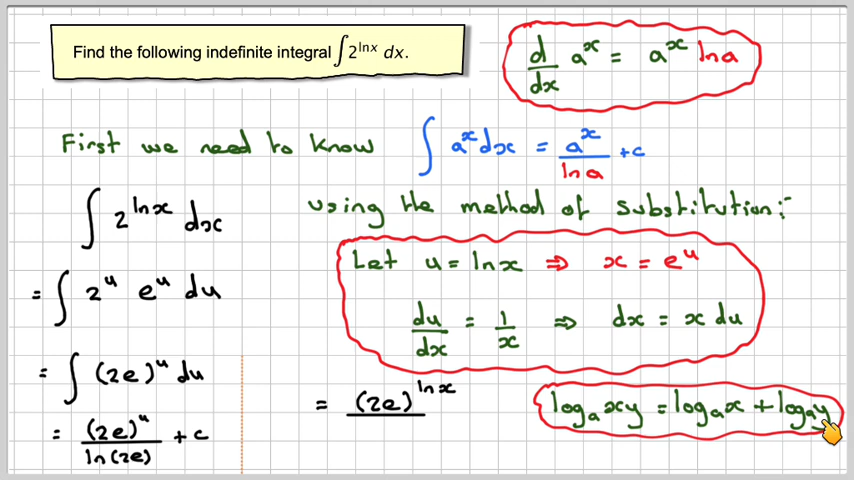 Find the following indefinite integral ∫2^{lnx} dx.
d/dx a^x = a^x ln a
First we need to know ∫ a^x dx = a^x / ln a + c
∫ 2^{ln x} dx
using the method of substitution:-
Let u = ln x ⇒ x = e^u
= ∫ 2^u e^u du
du/dx = 1/x ⇒ dx = x du
= ∫ (2e)^u du
= (2e)^u / ln(2e) + c
= (2e)^{ln x} /
log_a xy = log_a x + log_a y